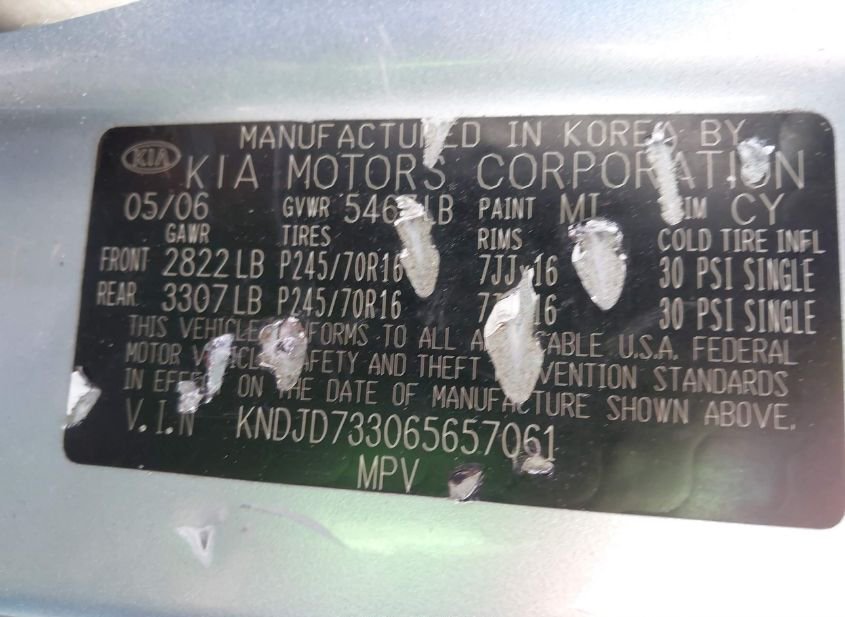 MANUFACTURED IN KOREA BY
KIA KIA MOTORS CORPORATION
05/06 GVWR PAINT MI CY
GAWR TIRES RIMS COLD TIRE INFL
FRONT 2822 LB P245/70R16 7JJx16 30 PSI SINGLE
REAR 3307 LB P245/70R16 30 PSI SINGLE
THIS VEHICLE TO ALL U.S.A. FEDERAL
MOTOR AND THEFT STANDARDS
IN ON THE DATE OF MANUFACTURE SHOWN ABOVE.
V.I.N KNDJD733065657061
MPV